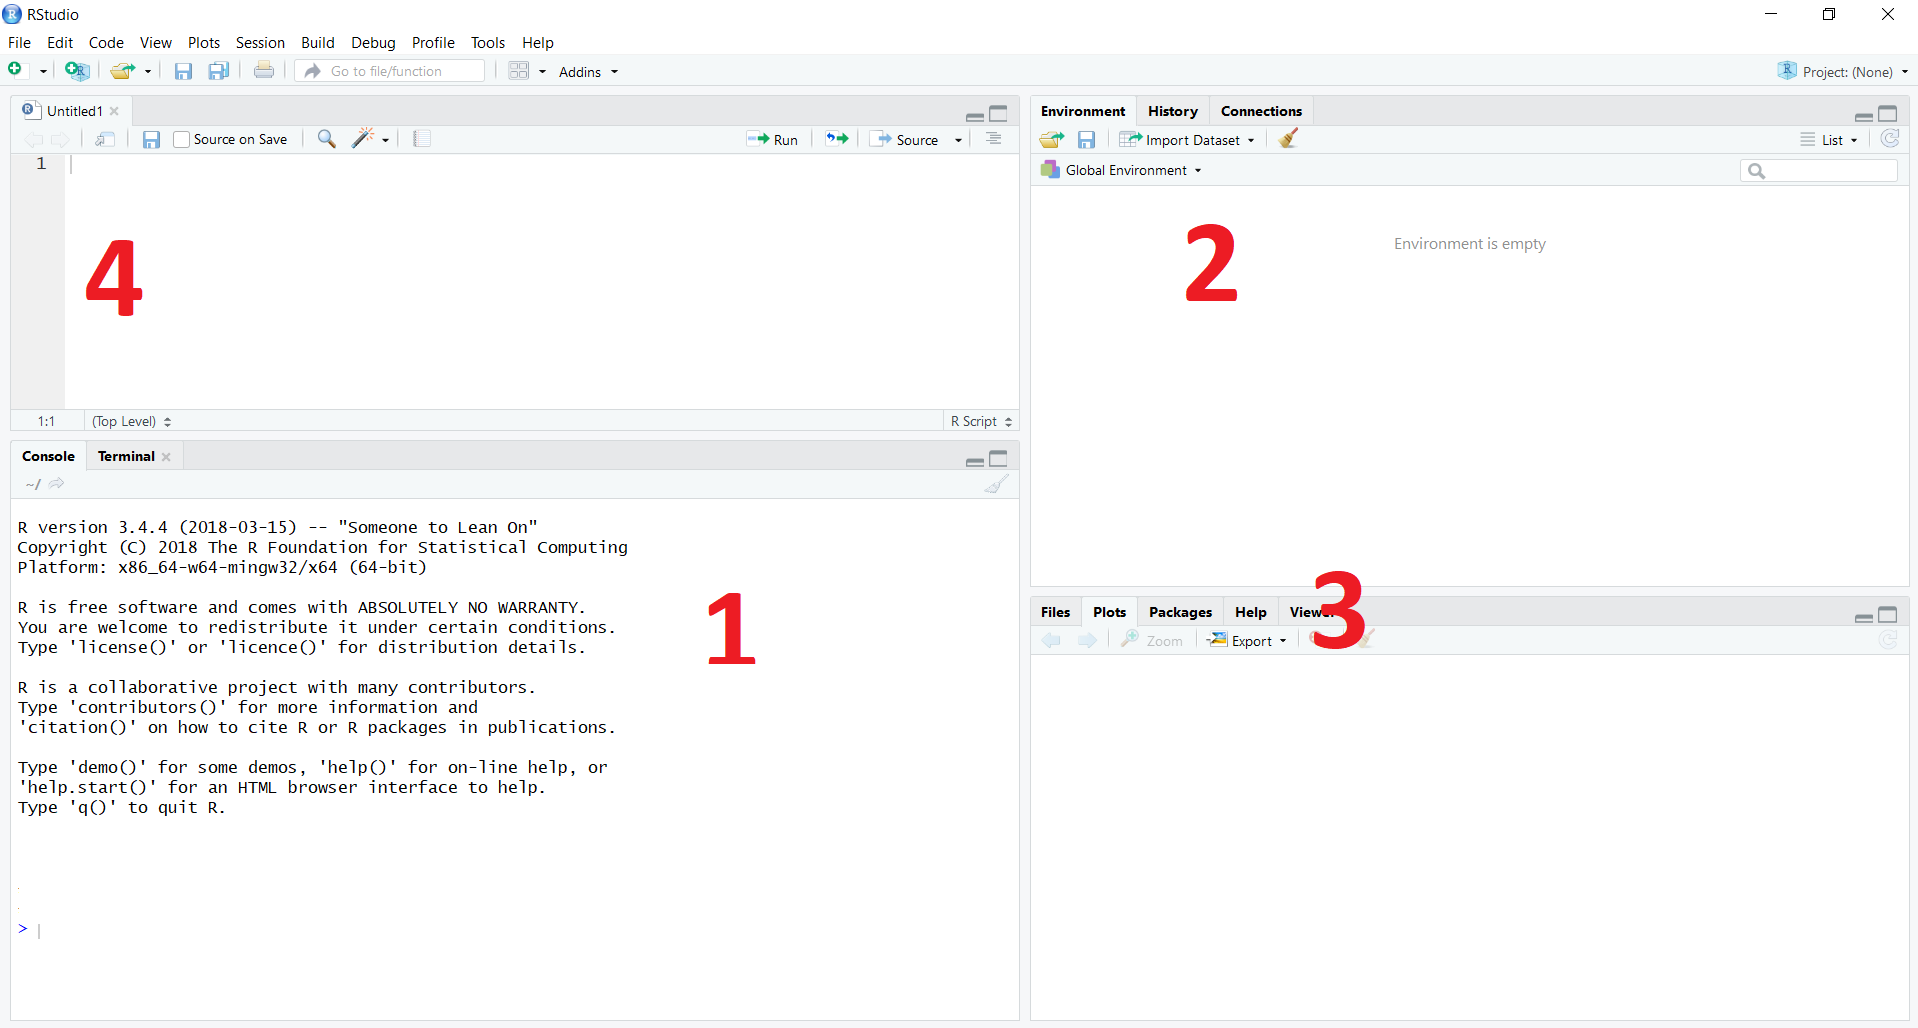 RStudio
File Edit Code View Plots Session Build Debug Profile Tools Help
Go to file/function Addins Project: (None)
Untitled1
Source on Save Run Source
1
4
1:1 (Top Level) R Script
Console Terminal
~/
R version 3.4.4 (2018-03-15) -- "Someone to Lean On"
Copyright (C) 2018 The R Foundation for Statistical Computing
Platform: x86_64-w64-mingw32/x64 (64-bit)
R is free software and comes with ABSOLUTELY NO WARRANTY.
You are welcome to redistribute it under certain conditions.
Type 'license()' or 'licence()' for distribution details.
R is a collaborative project with many contributors.
Type 'contributors()' for more information and
'citation()' on how to cite R or R packages in publications.
Type 'demo()' for some demos, 'help()' for on-line help, or
'help.start()' for an HTML browser interface to help.
Type 'q()' to quit R.
>
1
Environment History Connections
Import Dataset List
Global Environment
Environment is empty
2
Files Plots Packages Help Viewer
Zoom Export
3